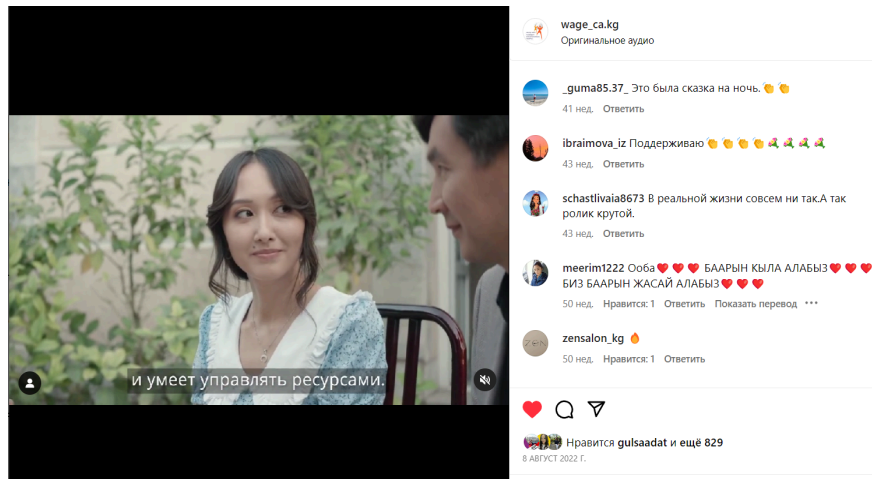 wage_ca.kg
Оригинальное аудио
_guma85.37_ Это была сказка на ночь.👏👏
41 нед. Ответить
ibraimova_iz Поддерживаю👏👏👏👏💐💐💐💐
43 нед. Ответить
schastlivaia8673 В реальной жизни совсем ни так.А так
ролик крутой.
43 нед. Ответить
meerim1222 Ооба❤️❤️❤️ БААРЫН КЫЛА АЛАБЫЗ❤️❤️❤️
БИЗ БААРЫН ЖАСАЙ АЛАБЫЗ❤️❤️❤️
50 нед. Нравится: 1 Ответить Показать перевод •••
zensalon_kg 🔥
50 нед. Нравится: 1 Ответить
и умеет управлять ресурсами.
Нравится gulsaadat и ещё 829
8 АВГУСТ 2022 Г.